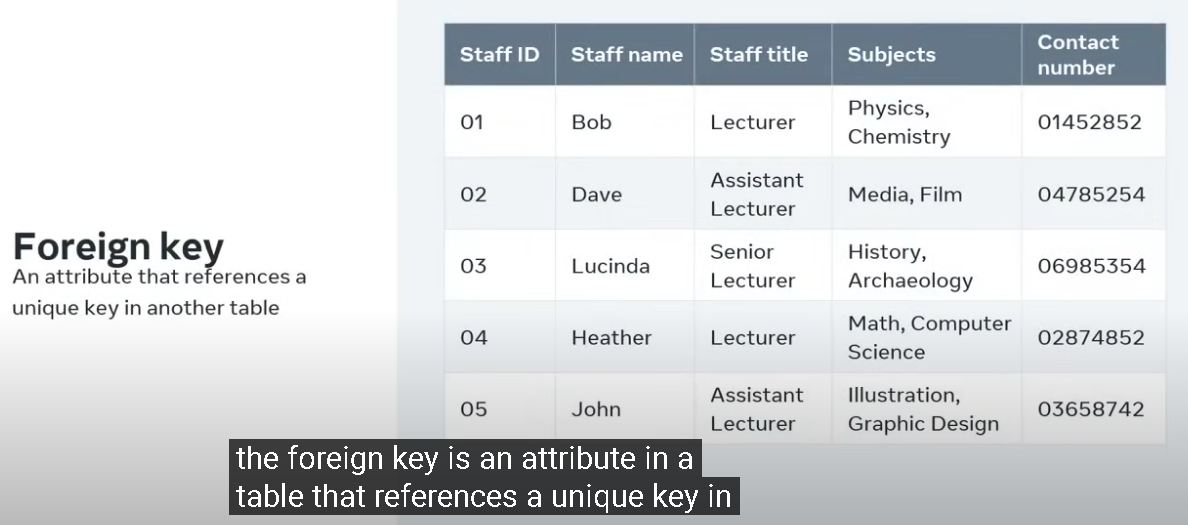 Foreign key
An attribute that references a
unique key in another table
Staff ID Staff name Staff title Subjects Contact number
01 Bob Lecturer Physics, Chemistry 01452852
02 Dave Assistant Lecturer Media, Film 04785254
03 Lucinda Senior Lecturer History, Archaeology 06985354
04 Heather Lecturer Math, Computer Science 02874852
05 John Assistant Lecturer Illustration, Graphic Design 03658742
the foreign key is an attribute in a
table that references a unique key in